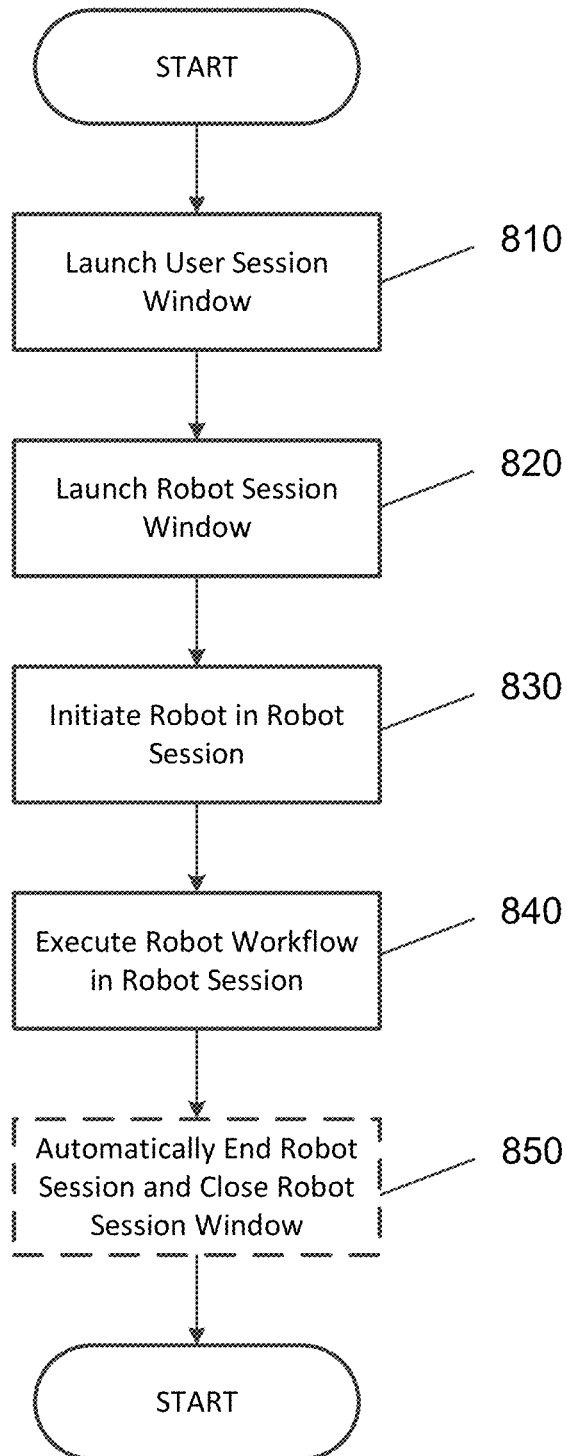 START
Launch User Session
Window
810
Launch Robot Session
Window
820
Initiate Robot in Robot
Session
830
Execute Robot Workflow
in Robot Session
840
Automatically End Robot
Session and Close Robot
Session Window
850
START